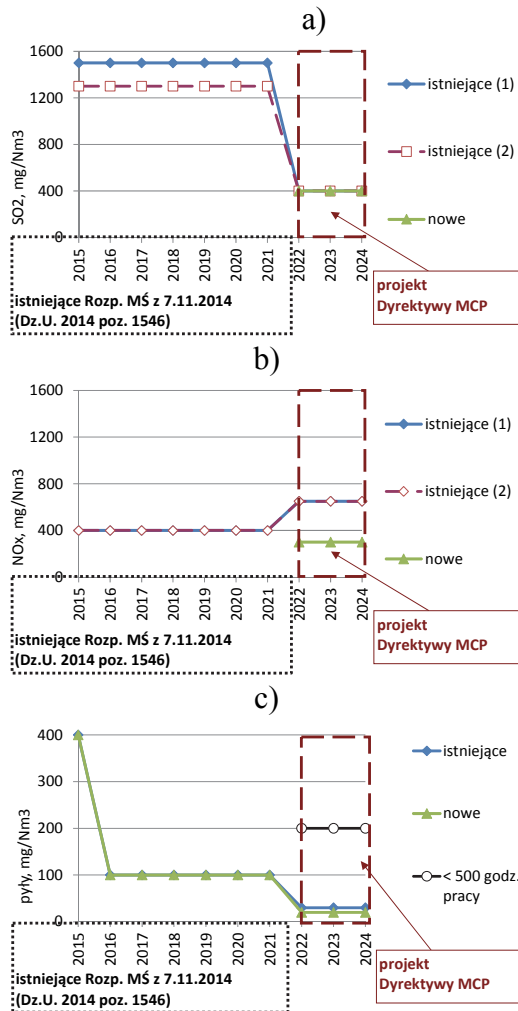 a)
1600
1200
800
400
0
SO2, mg/Nm3
2015
2016
2017
2018
2019
2020
2021
2022
2023
2024
istniejące (1)
istniejące (2)
nowe
istniejące Rozp. MŚ z 7.11.2014
(Dz.U. 2014 poz. 1546)
projekt
Dyrektywy MCP
b)
1600
1200
800
400
0
NOx, mg/Nm3
2015
2016
2017
2018
2019
2020
2021
2022
2023
2024
istniejące (1)
istniejące (2)
nowe
istniejące Rozp. MŚ z 7.11.2014
(Dz.U. 2014 poz. 1546)
projekt
Dyrektywy MCP
c)
400
300
200
100
0
pyły, mg/Nm3
2015
2016
2017
2018
2019
2020
2021
2022
2023
2024
istniejące
nowe
< 500 godz.
pracy
istniejące Rozp. MŚ z 7.11.2014
(Dz.U. 2014 poz. 1546)
projekt
Dyrektywy MCP